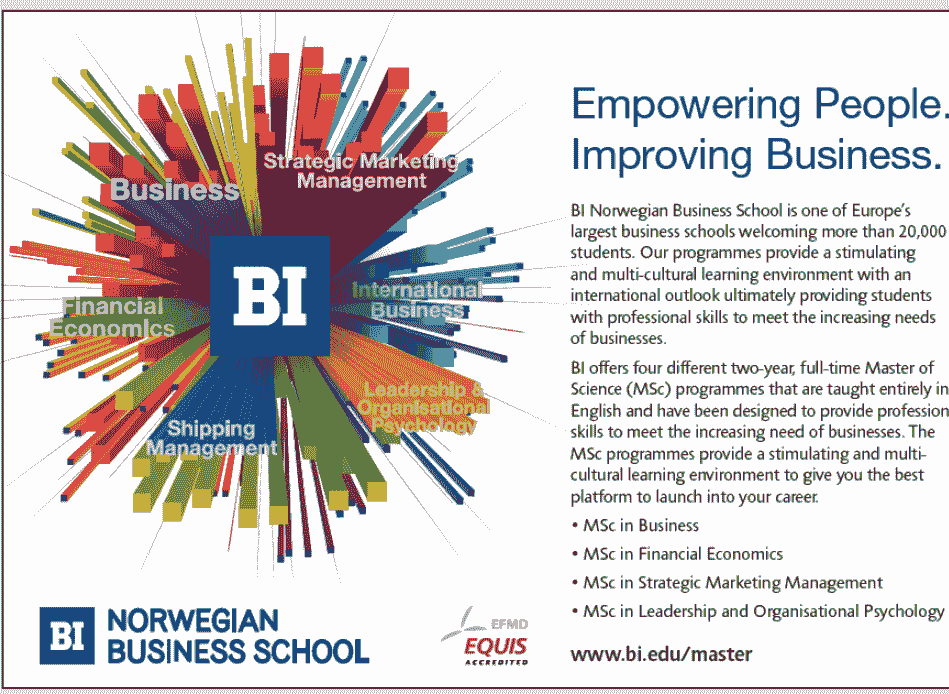 Strategic Marketing
Management
Business
BI
International
Business
Financial
Economics
Leadership &
Organisational
Psychology
Shipping
Management
Empowering People.
Improving Business.
BI Norwegian Business School is one of Europe's
largest business schools welcoming more than 20,000
students. Our programmes provide a stimulating
and multi-cultural learning environment with an
international outlook ultimately providing students
with professional skills to meet the increasing needs
of businesses.
BI offers four different two-year, full-time Master of
Science (MSc) programmes that are taught entirely in
English and have been designed to provide profession
skills to meet the increasing need of businesses. The
MSc programmes provide a stimulating and multi-
cultural learning environment to give you the best
platform to launch into your career.
• MSc in Business
• MSc in Financial Economics
• MSc in Strategic Marketing Management
• MSc in Leadership and Organisational Psychology
www.bi.edu/master
BI NORWEGIAN
BUSINESS SCHOOL
EFMD
EQUIS
ACCREDITED